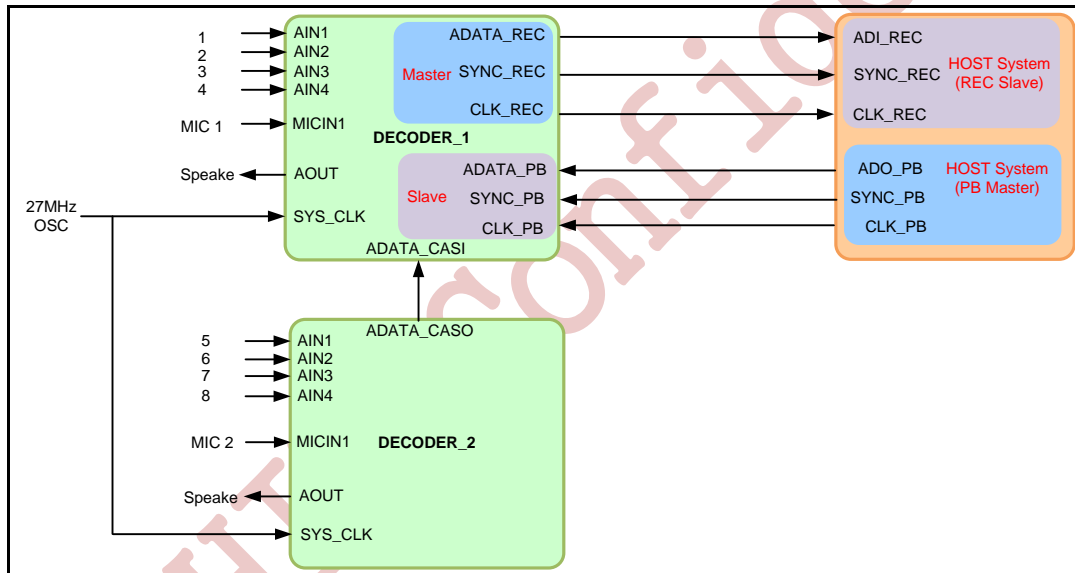 1
2
3
4
AIN1
AIN2
AIN3
AIN4
MIC 1
MICIN1
Speake
AOUT
27MHz
OSC
SYS_CLK
DECODER_1
Master
ADATA_REC
SYNC_REC
CLK_REC
Slave
ADATA_PB
SYNC_PB
CLK_PB
ADATA_CASI
ADI_REC
SYNC_REC
CLK_REC
HOST System
(REC Slave)
ADO_PB
SYNC_PB
CLK_PB
HOST System
(PB Master)
ADATA_CASO
5
6
7
8
AIN1
AIN2
AIN3
AIN4
MIC 2
MICIN1
DECODER_2
Speake
AOUT
SYS_CLK